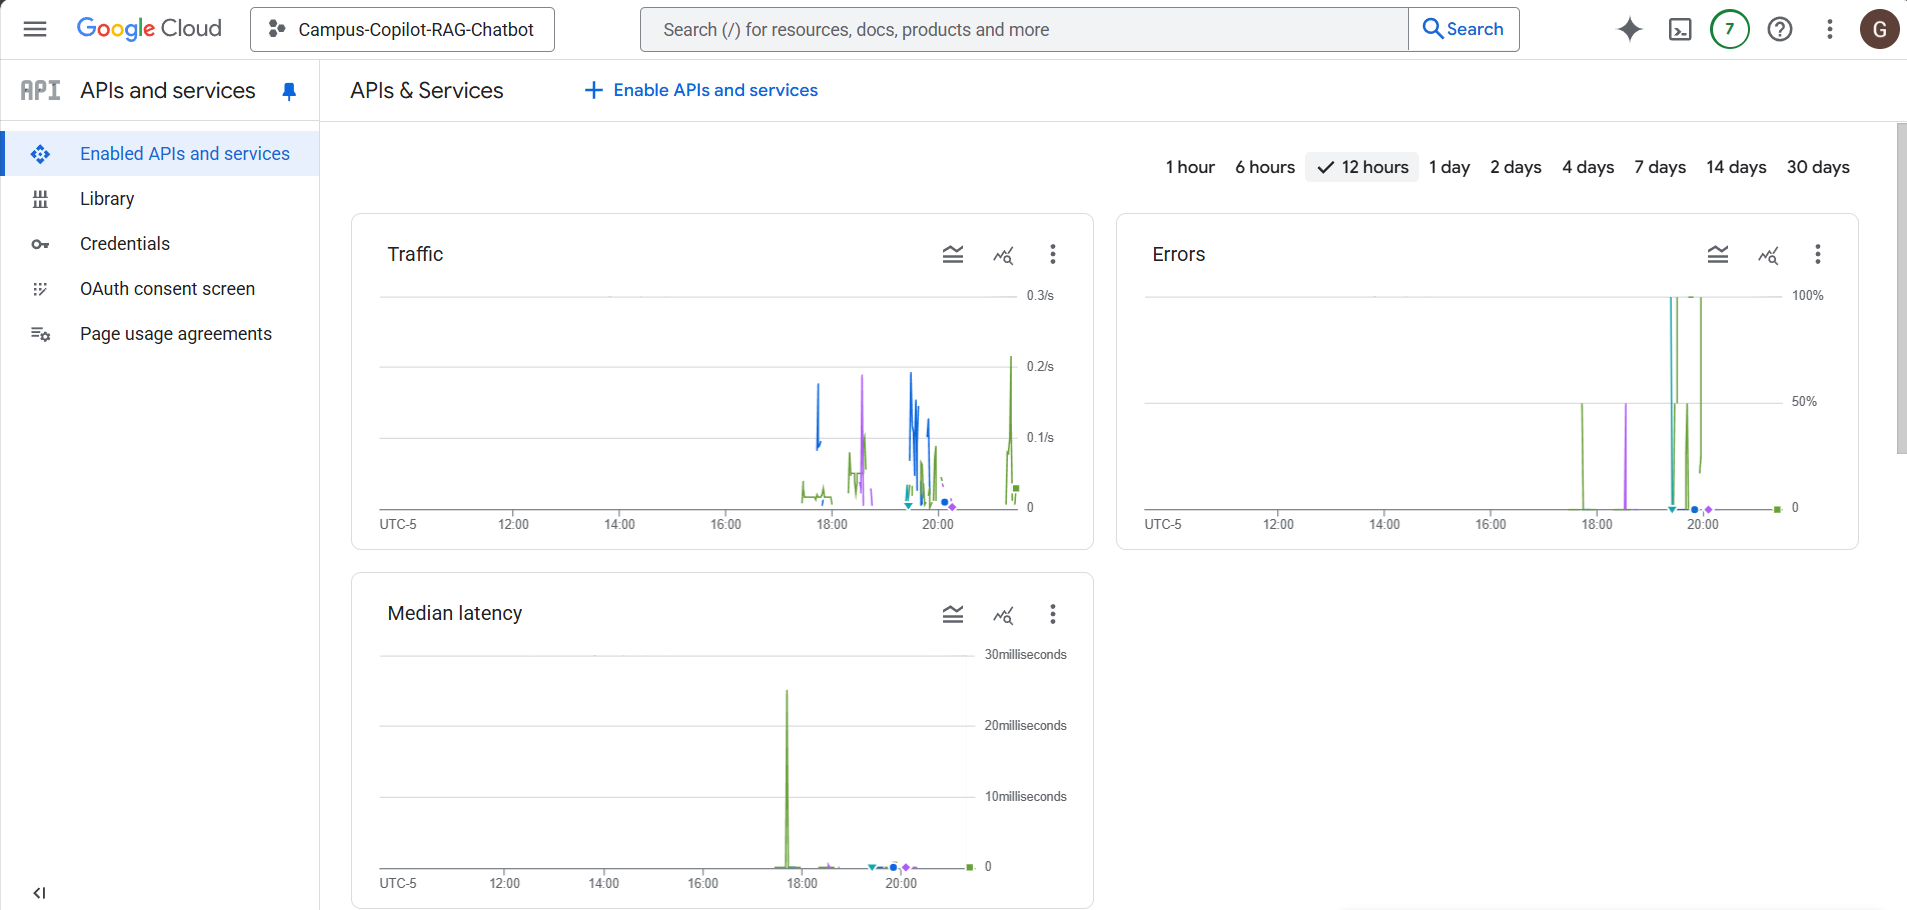 Google Cloud
Campus-Copilot-RAG-Chatbot
Search (/) for resources, docs, products and more
Search
7
G
API
APIs and services
APIs & Services
Enable APIs and services
Enabled APIs and services
Library
Credentials
OAuth consent screen
Page usage agreements
1 hour
6 hours
12 hours
1 day
2 days
4 days
7 days
14 days
30 days
Traffic
0.3/s
0.2/s
0.1/s
0
UTC-5
12:00
14:00
16:00
18:00
20:00
Errors
100%
50%
0
UTC-5
12:00
14:00
16:00
18:00
20:00
Median latency
30milliseconds
20milliseconds
10milliseconds
0
UTC-5
12:00
14:00
16:00
18:00
20:00